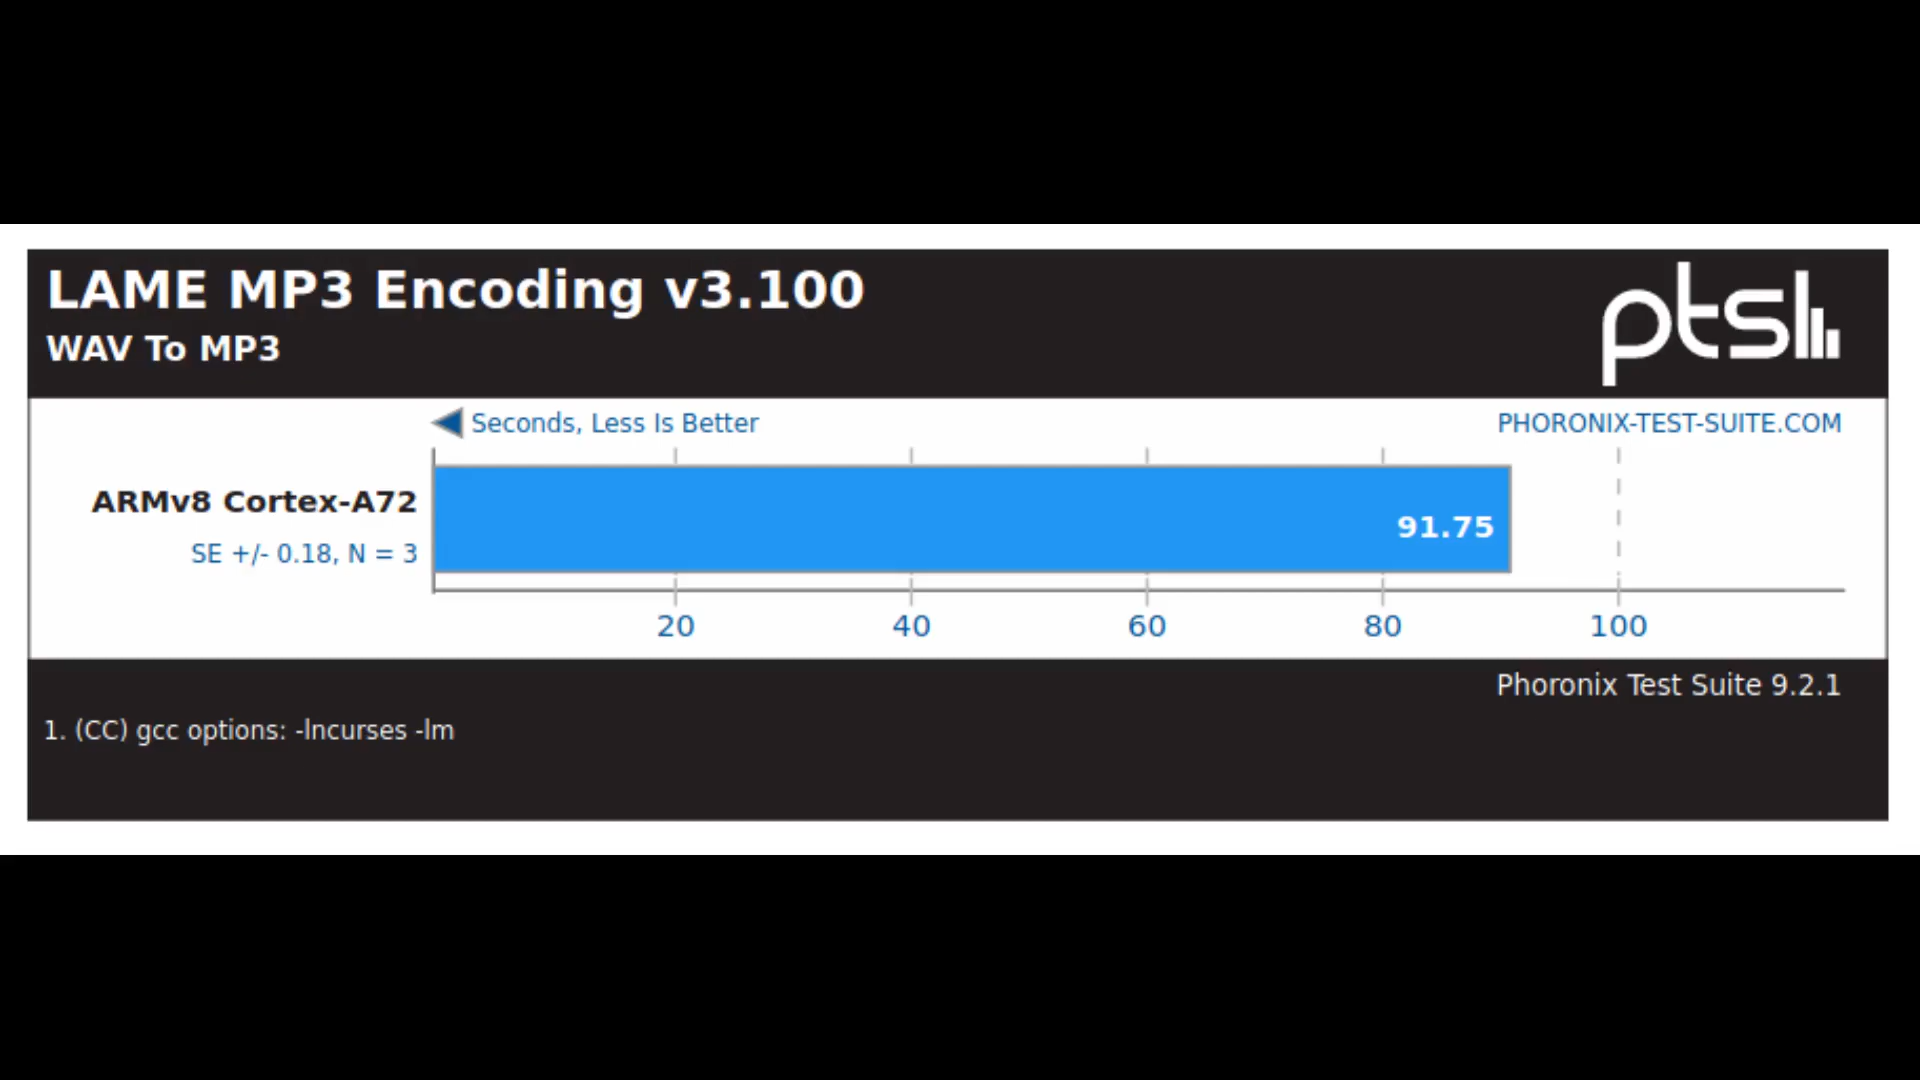 LAME MP3 Encoding v3.100
WAV To MP3
ptsl
Seconds, Less Is Better
PHORONIX-TEST-SUITE.COM
ARMv8 Cortex-A72
SE +/- 0.18, N = 3
91.75
20 40 60 80 100
Phoronix Test Suite 9.2.1
1. (CC) gcc options: -lncurses -lm